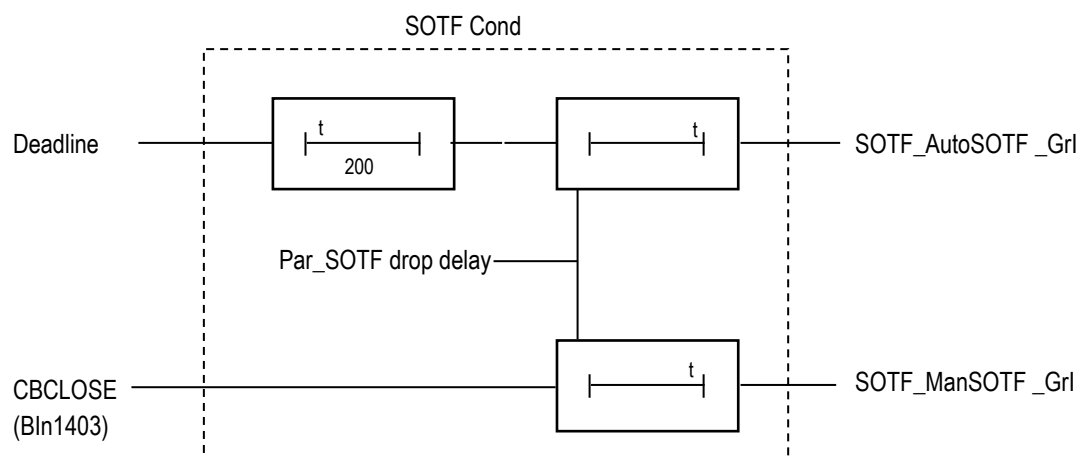 SOTF Cond
Deadline
t
200
t
SOTF_AutoSOTF _GrI
Par_SOTF drop delay
CBCLOSE
(BIn1403)
t
SOTF_ManSOTF _GrI